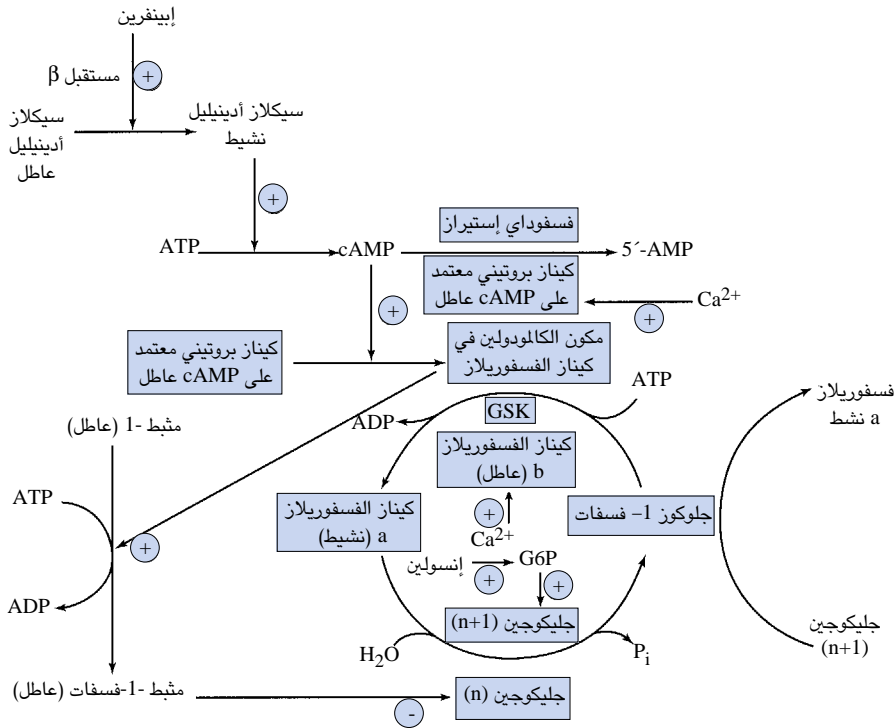 إبينفرين
مستقبل β
+
سيكلاز
أدينيليل
عاطل
سيكلاز أدينيليل
نشيط
+
ATP
cAMP
فسفوداي إستيراز
5´-AMP
كيناز بروتيني معتمد
على cAMP عاطل
Ca2+
+
+
كيناز بروتيني معتمد
على cAMP عاطل
مكون الكالمودولين في
كيناز الفسفوريلاز
ATP
ADP
GSK
فسفوريلاز
a نشط
مثبط -1 (عاطل)
كيناز الفسفوريلاز
b (عاطل)
ATP
كيناز الفسفوريلاز
a (نشيط)
+
Ca2+
جلوكوز 1– فسفات
+
إنسولين
+
G6P
+
ADP
جليكوجين (n+1)
H2O
Pi
جليكوجين
(n+1)
مثبط -1-فسفات (عاطل)
-
جليكوجين (n)